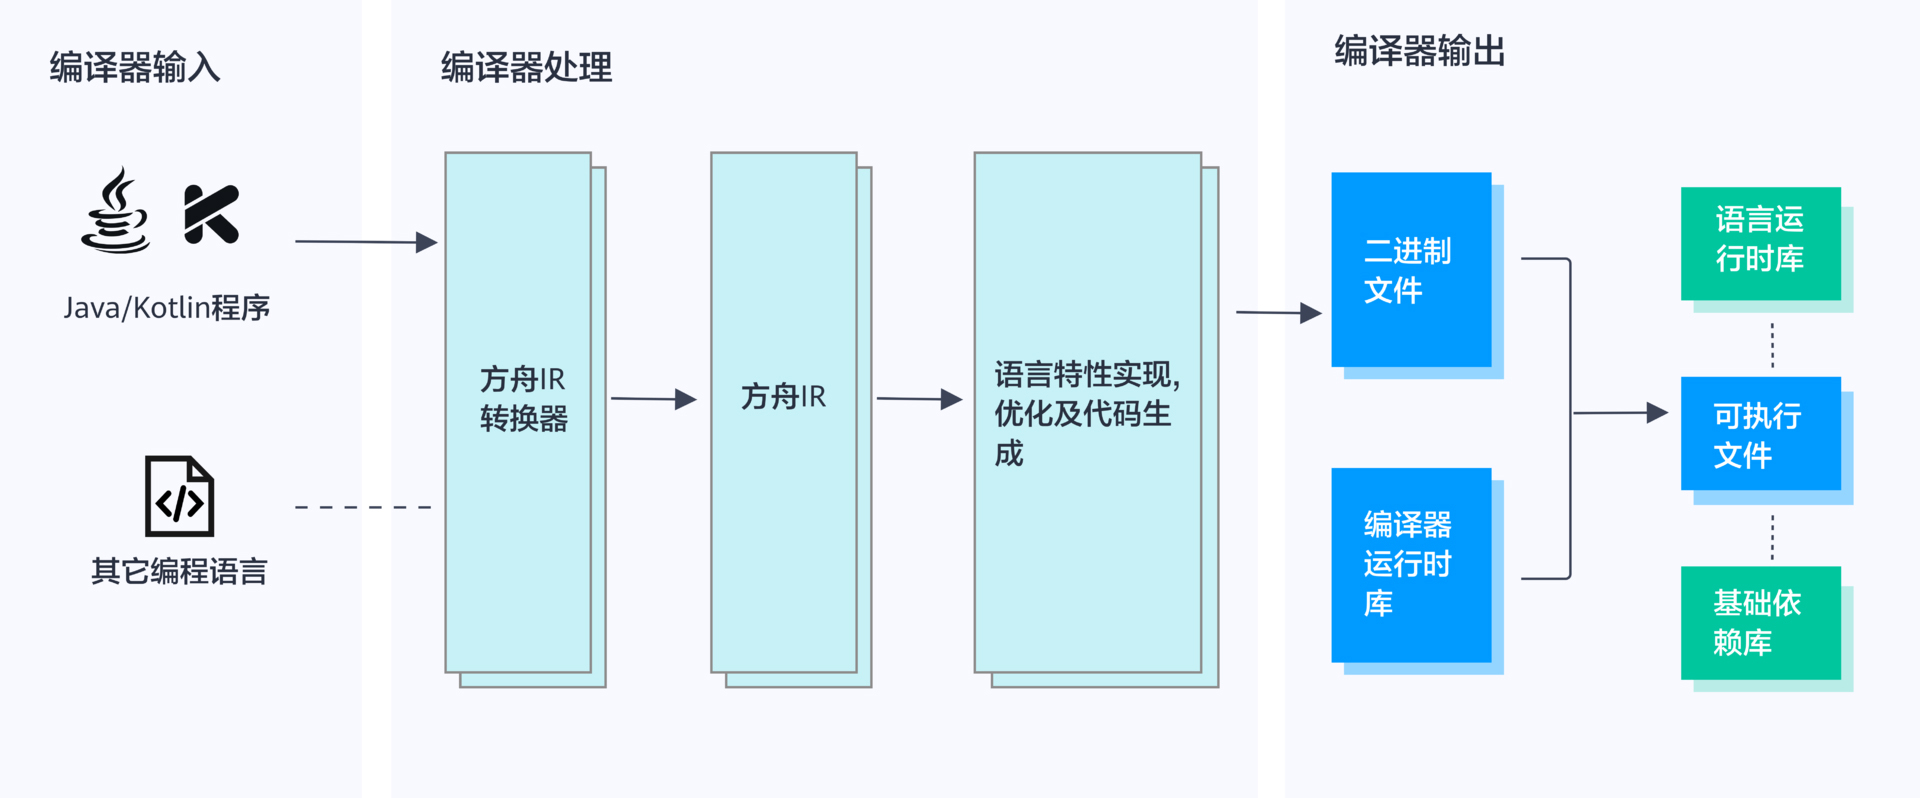 编译器输入
Java/Kotlin程序
其它编程语言
编译器处理
方舟IR
转换器
方舟IR
语言特性实现，
优化及代码生
成
编译器输出
二进制
文件
编译器
运行时
库
语言运
行时库
可执行
文件
基础依
赖库